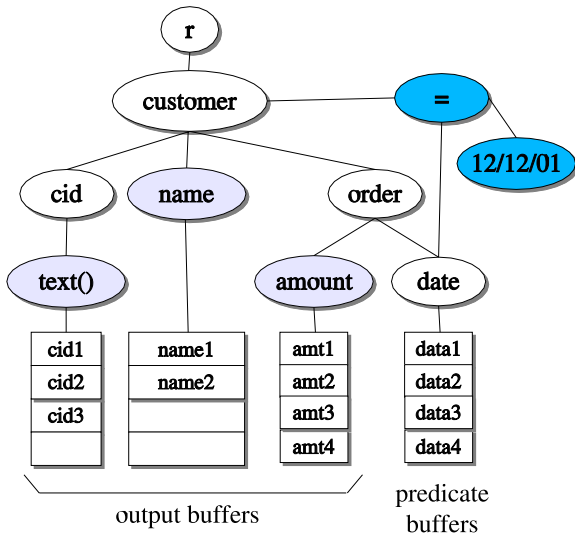 r
customer
=
12/12/01
cid
name
order
text()
amount
date
cid1
name1
amt1
data1
cid2
name2
amt2
data2
cid3
amt3
data3
amt4
data4
output buffers
predicate
buffers